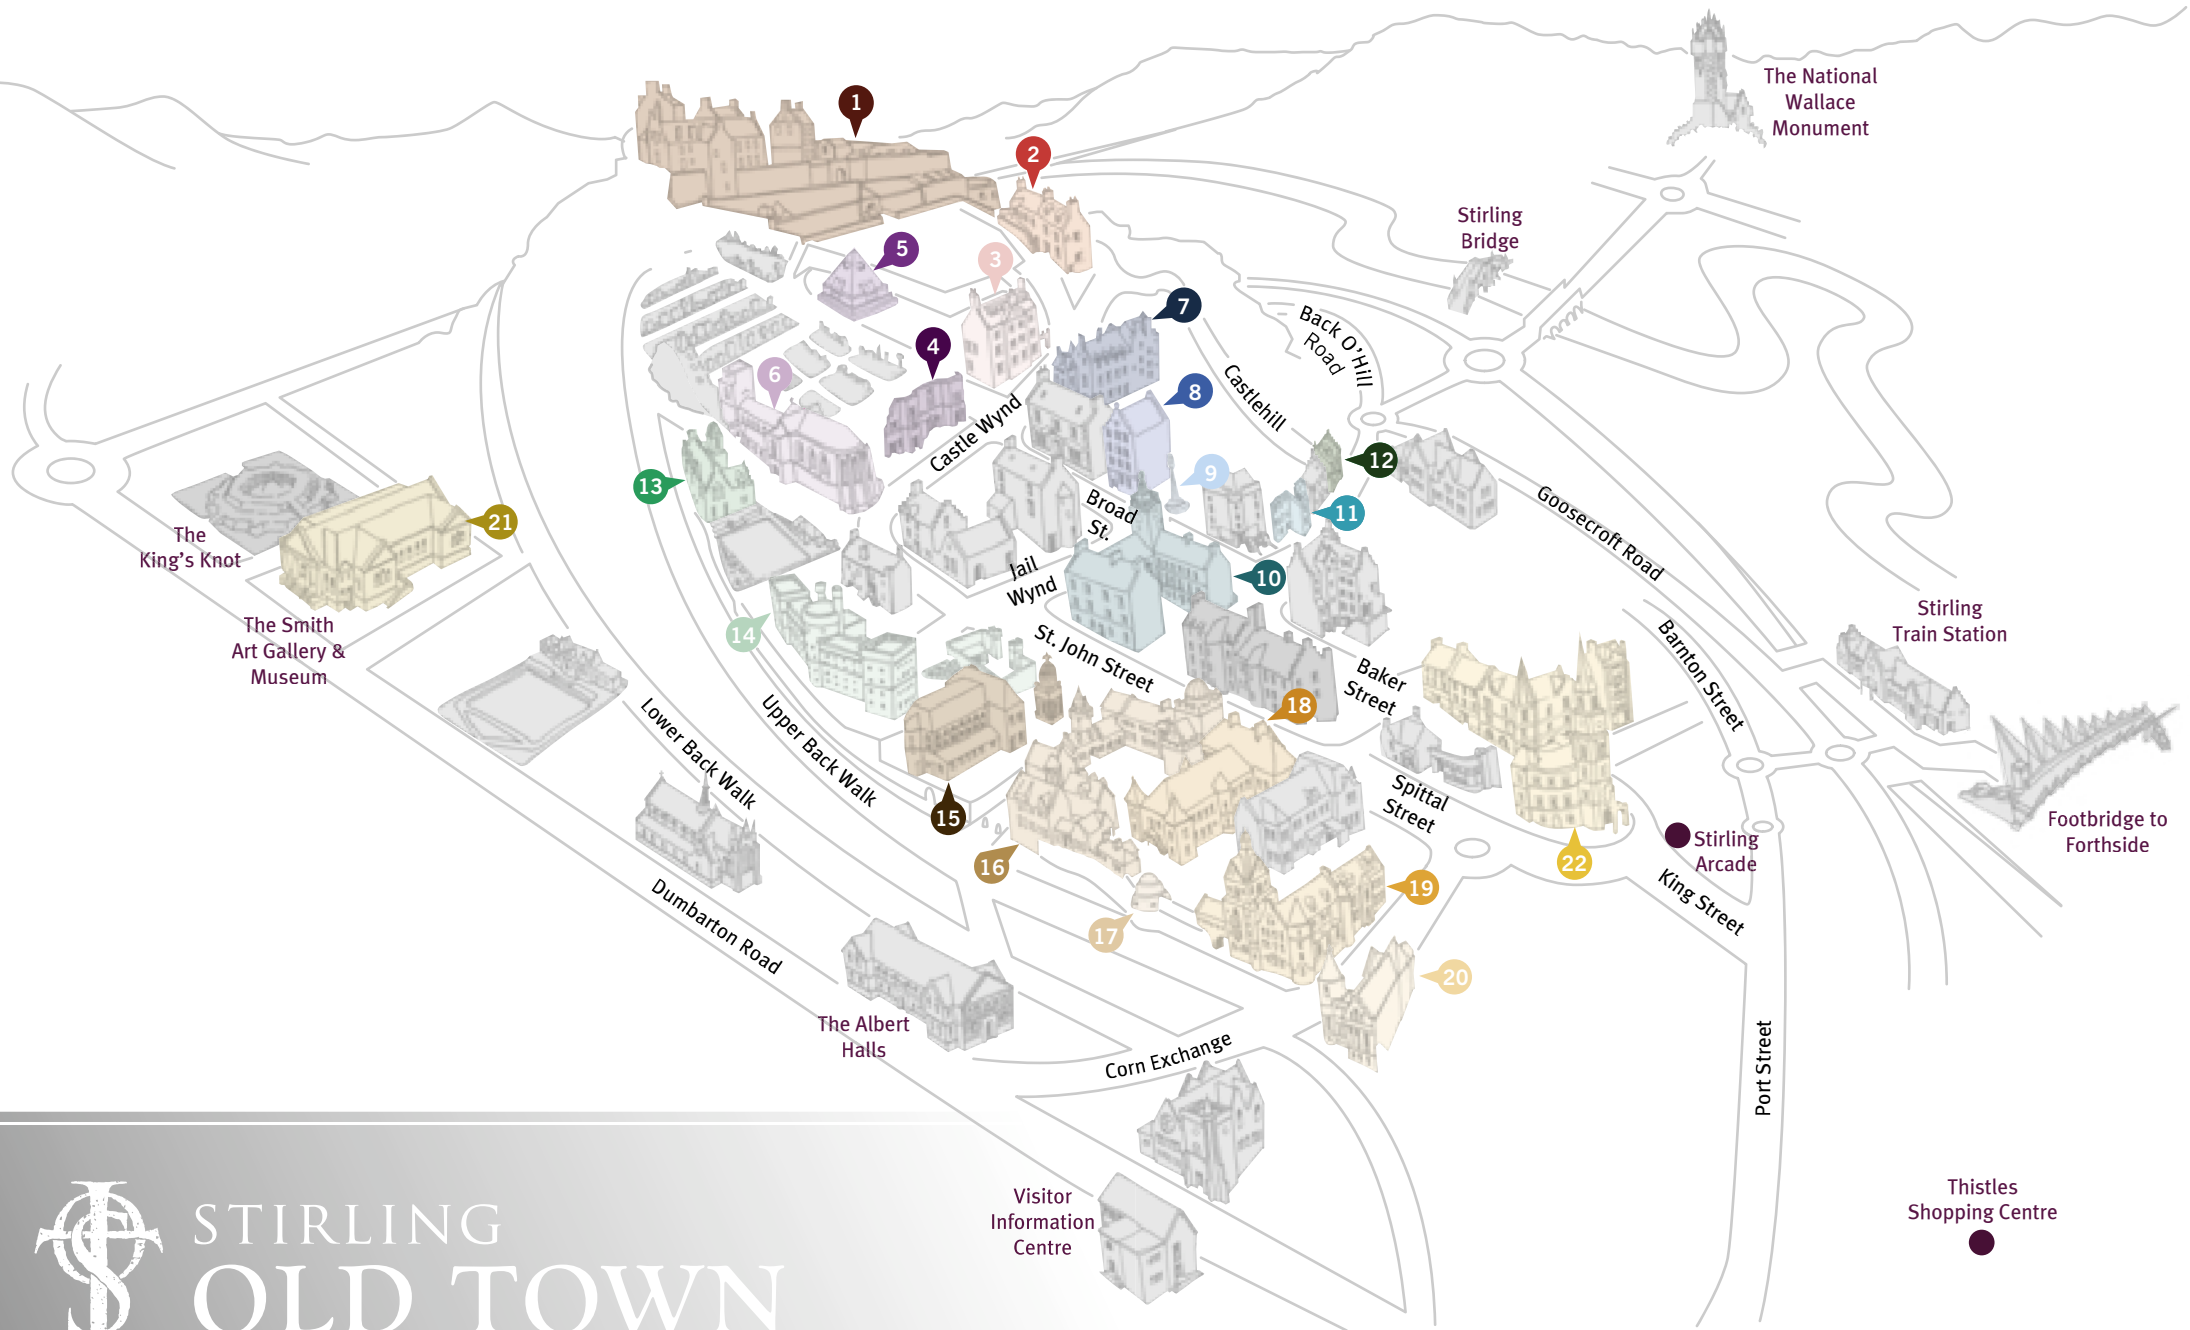 1
The National
Wallace
Monument
2
Stirling
Bridge
5
3
7
Back O'Hill
Road
4
6
8
Castlehill
Castle Wynd
12
9
13
Broad
St.
11
Goosecroft Road
21
The
King's Knot
Jail
Wynd
10
The Smith
Art Gallery &
Museum
14
St. John Street
Baker
Street
Barnton Street
Stirling
Train Station
18
Lower Back Walk
Upper Back Walk
15
Spittal
Street
Footbridge to
Forthside
16
22
Stirling
Arcade
19
King Street
Dumbarton Road
17
20
The Albert
Halls
Corn Exchange
Port Street
Visitor
Information
Centre
Thistles
Shopping Centre
STIRLING
OLD TOWN